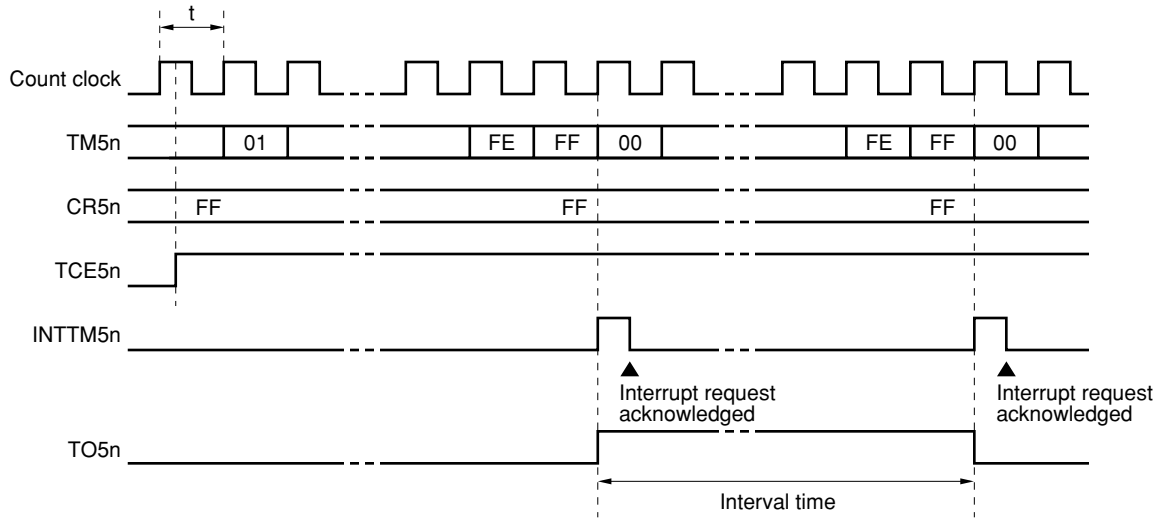 t
Count clock
TM5n 01 FE FF 00 FE FF 00
CR5n FF FF FF
TCE5n
INTTM5n
Interrupt request Interrupt request
acknowledged acknowledged
TO5n
Interval time